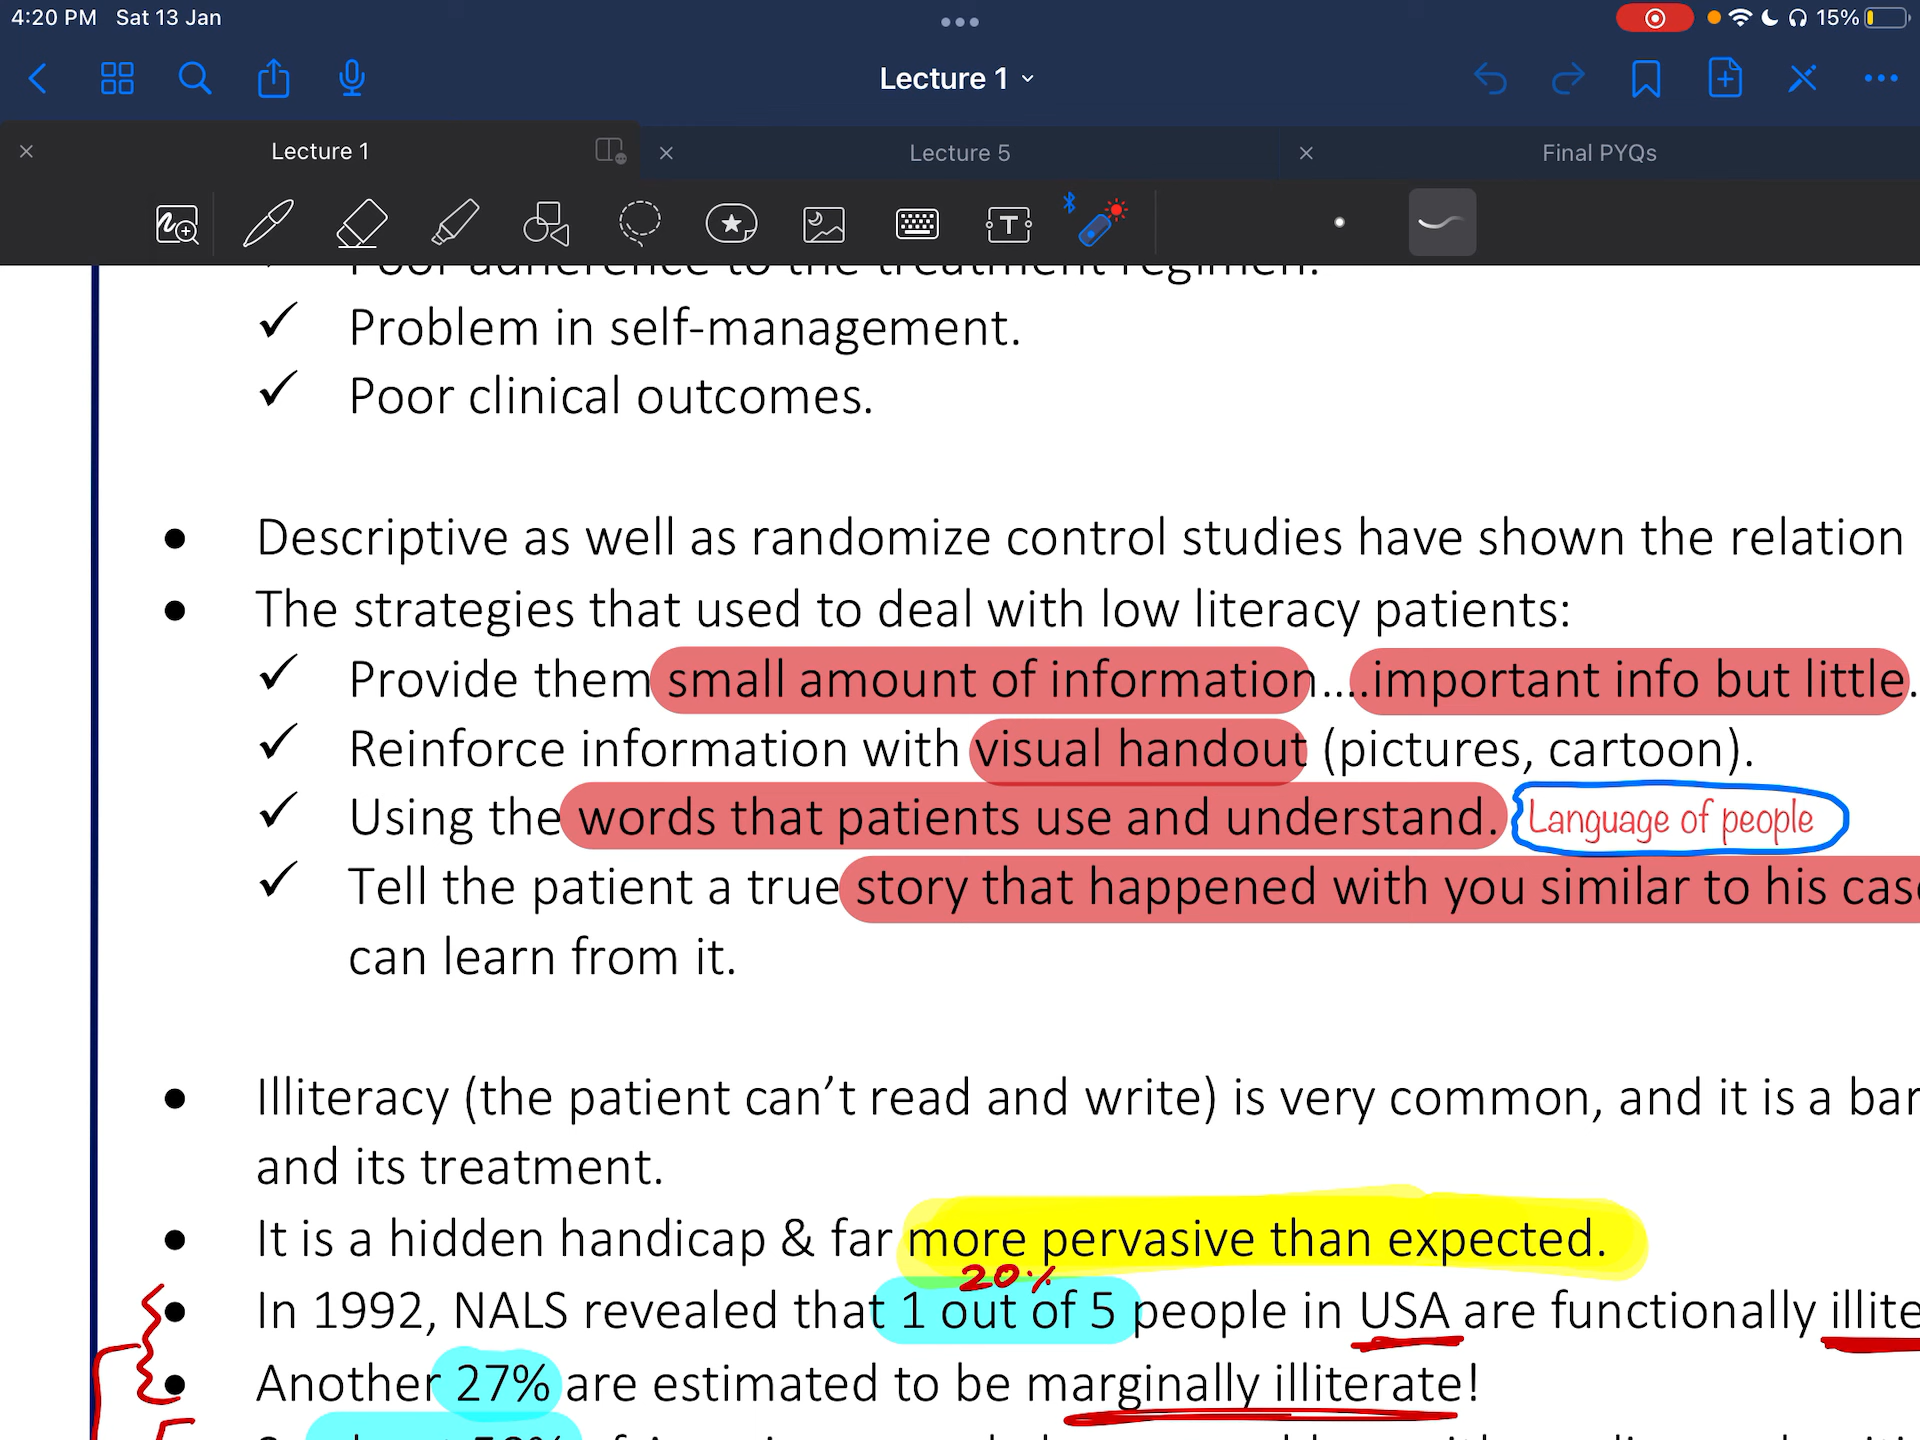 4:20 PM Sat 13 Jan
15%
Lecture 1
Lecture 1
Lecture 5
Final PYQs
Poor adherence to the treatment regimen.
✓ Problem in self-management.
✓ Poor clinical outcomes.
• Descriptive as well as randomize control studies have shown the relation
• The strategies that used to deal with low literacy patients:
✓ Provide them small amount of information....important info but little.
✓ Reinforce information with visual handout (pictures, cartoon).
✓ Using the words that patients use and understand. Language of people
✓ Tell the patient a true story that happened with you similar to his
can learn from it.
• Illiteracy (the patient can’t read and write) is very common, and it is a
and its treatment.
• It is a hidden handicap & far more pervasive than expected.
20%
• In 1992, NALS revealed that 1 out of 5 people in USA are functionally
• Another 27% are estimated to be marginally illiterate!